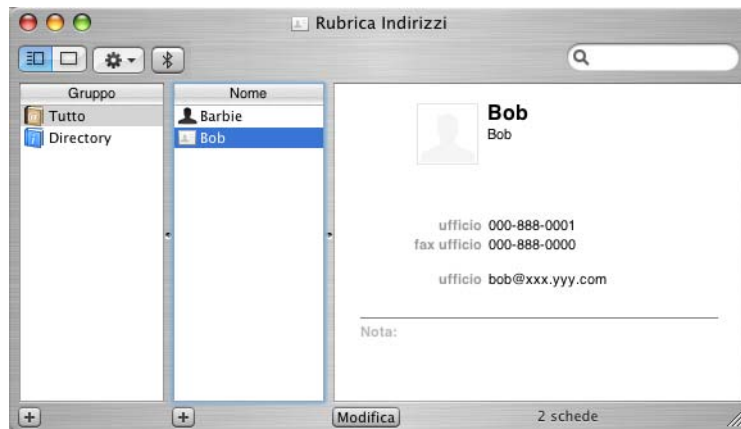 Rubrica Indirizzi
Gruppo
Tutto
Directory
Nome
Barbie
Bob
Bob
Bob
ufficio 000-888-0001
fax ufficio 000-888-0000
ufficio bob@xxx.yyy.com
Nota:
Modifica
2 schede